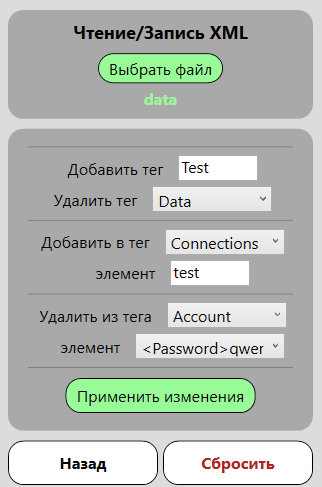 Чтение/Запись XML
Выбрать файл
data
Добавить тег Test
Удалить тег Data
Добавить в тег Connections
элемент test
Удалить из тега Account
элемент <Password>qwer
Применить изменения
Назад Сбросить